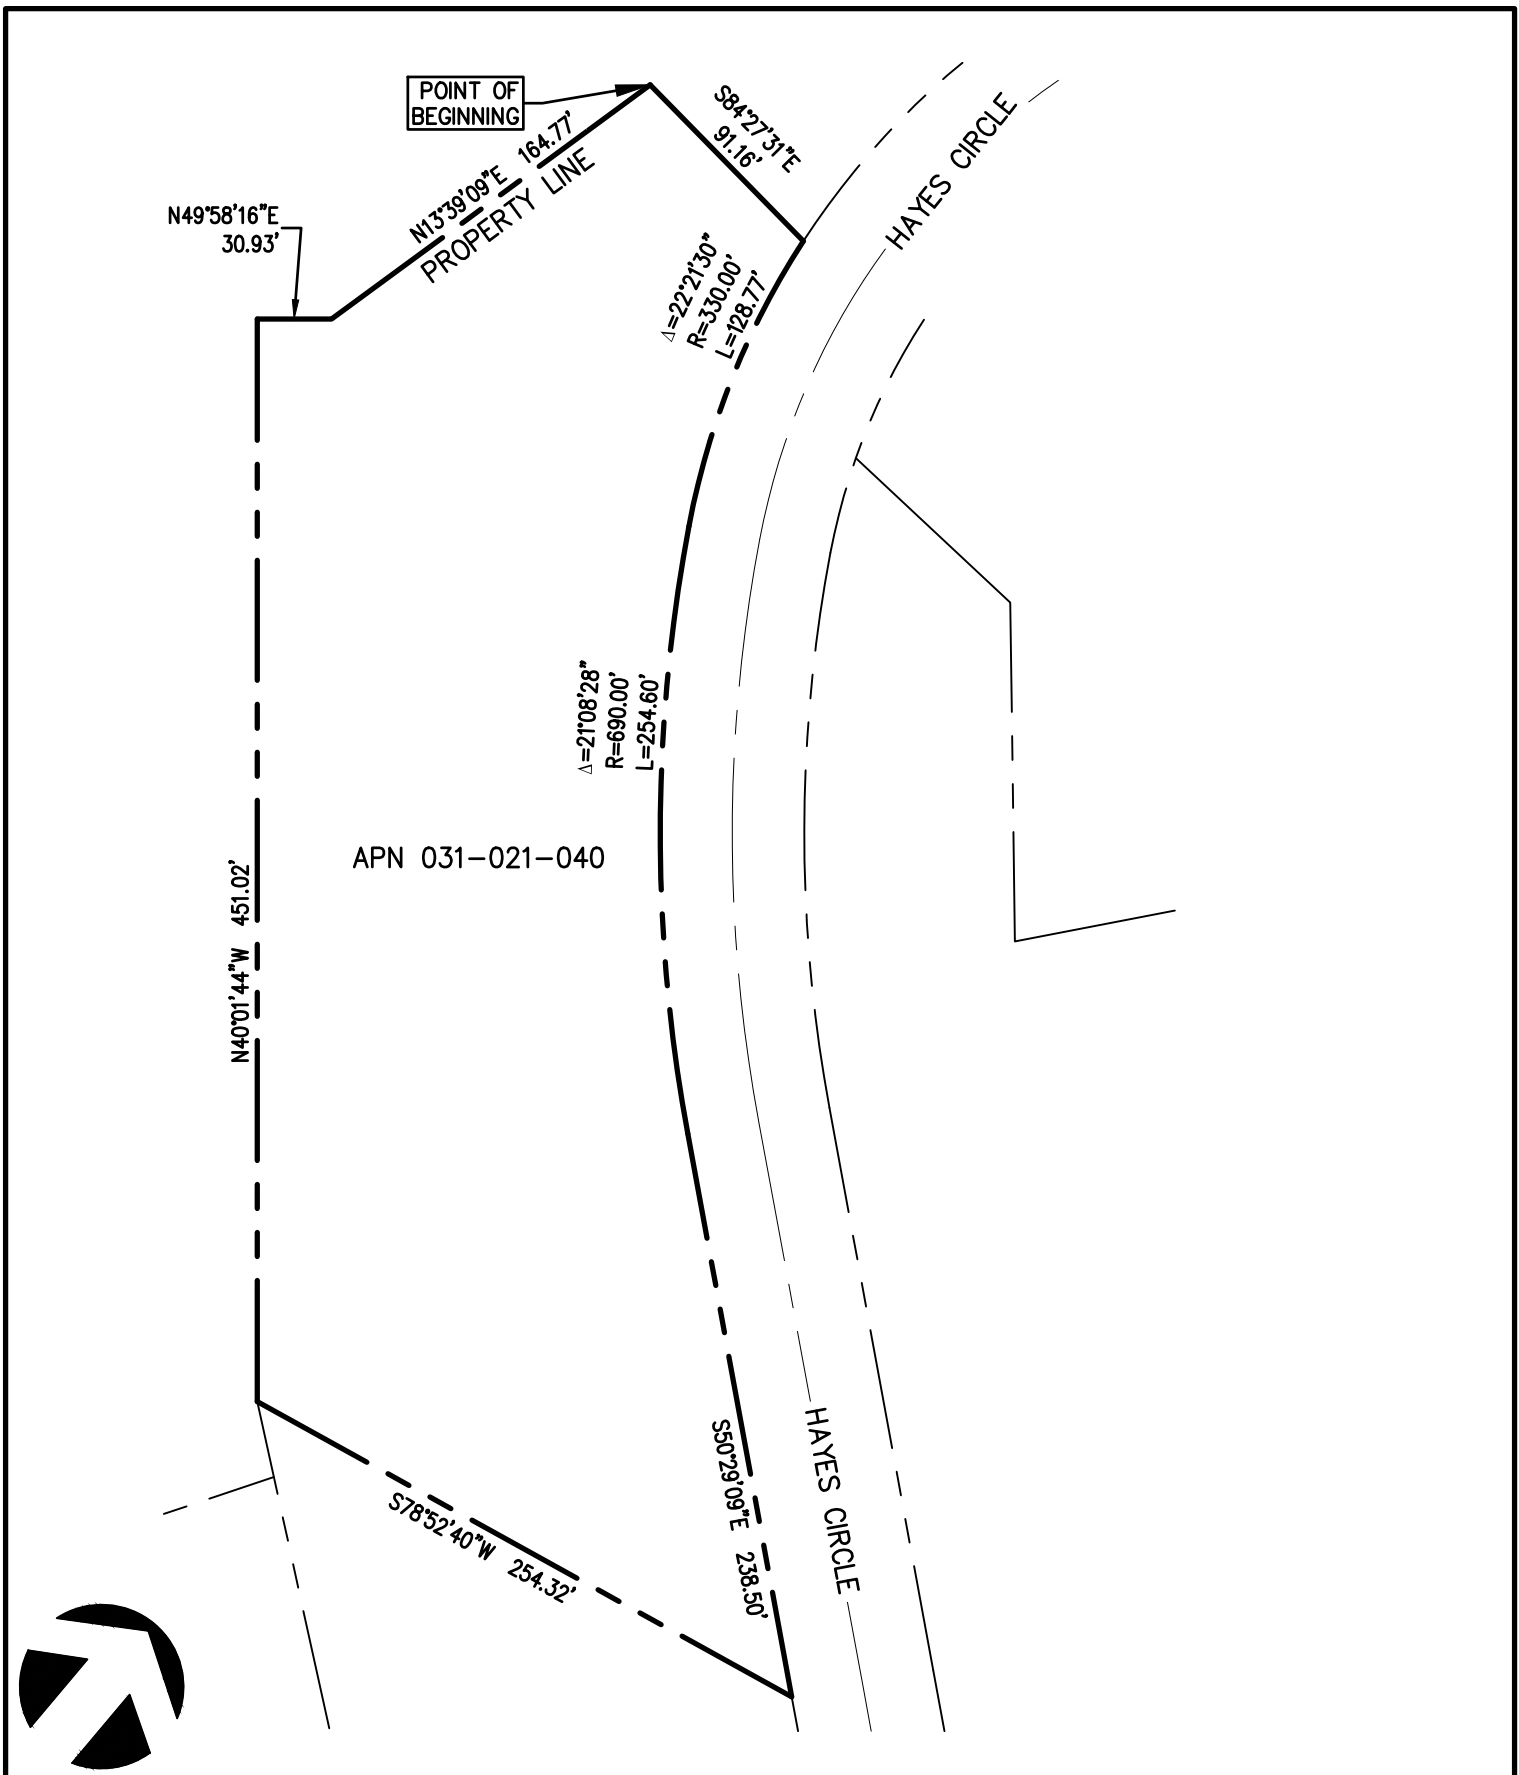 POINT OF
BEGINNING
S84°27'31"E
91.16'
HAYES CIRCLE
N13°39'09"E 164.77'
PROPERTY LINE
N49°58'16"E
30.93'
Δ=22°21'30"
R=330.00'
L=128.77'
Δ=21°08'28"
R=690.00'
L=254.60'
APN 031-021-040
N40°01'44"W 451.02'
S78°52'40"W 254.32'
S50°29'09"E 238.50'
HAYES CIRCLE